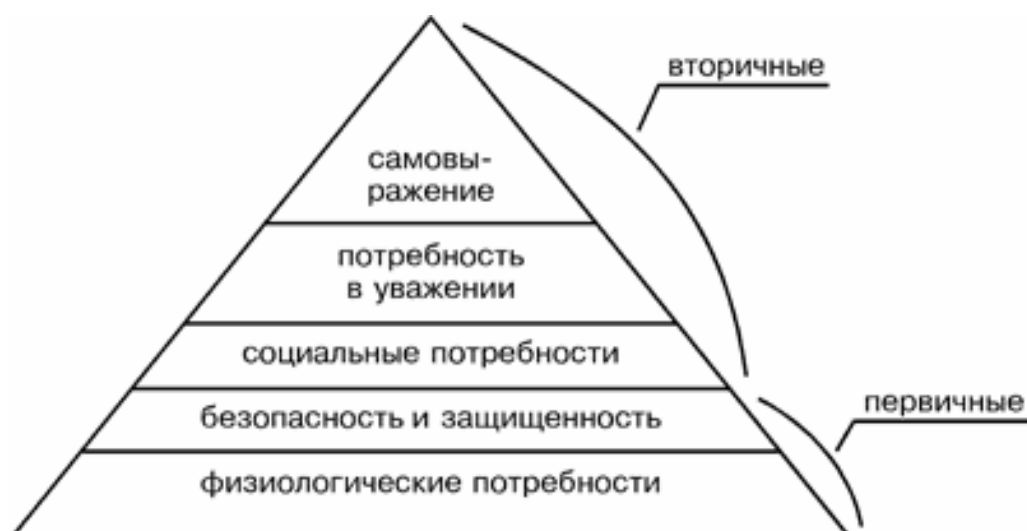 вторичные
самовы-
ражение
потребность
в уважении
социальные потребности
безопасность и защищенность
первичные
физиологические потребности